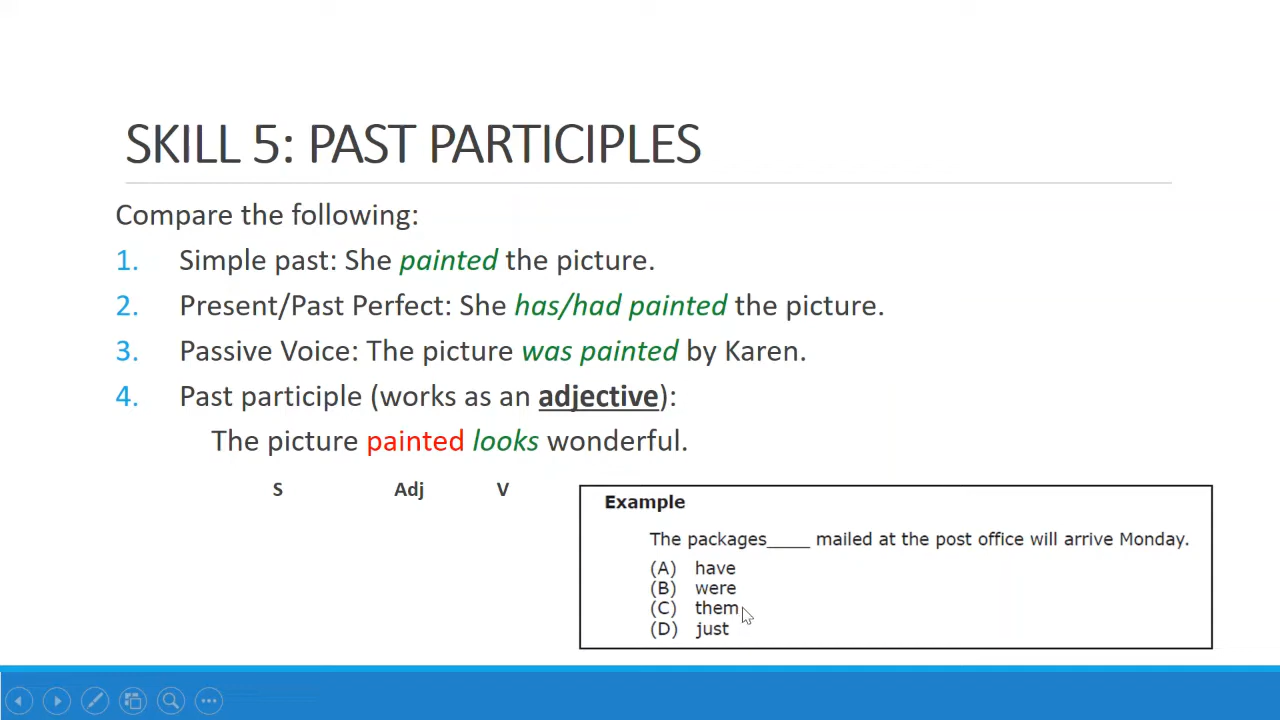 SKILL 5: PAST PARTICIPLES
Compare the following:
1. Simple past: She painted the picture.
2. Present/Past Perfect: She has/had painted the picture.
3. Passive Voice: The picture was painted by Karen.
4. Past participle (works as an adjective):
The picture painted looks wonderful.
S Adj V
Example
The packages_____ mailed at the post office will arrive Monday.
(A) have
(B) were
(C) them
(D) just